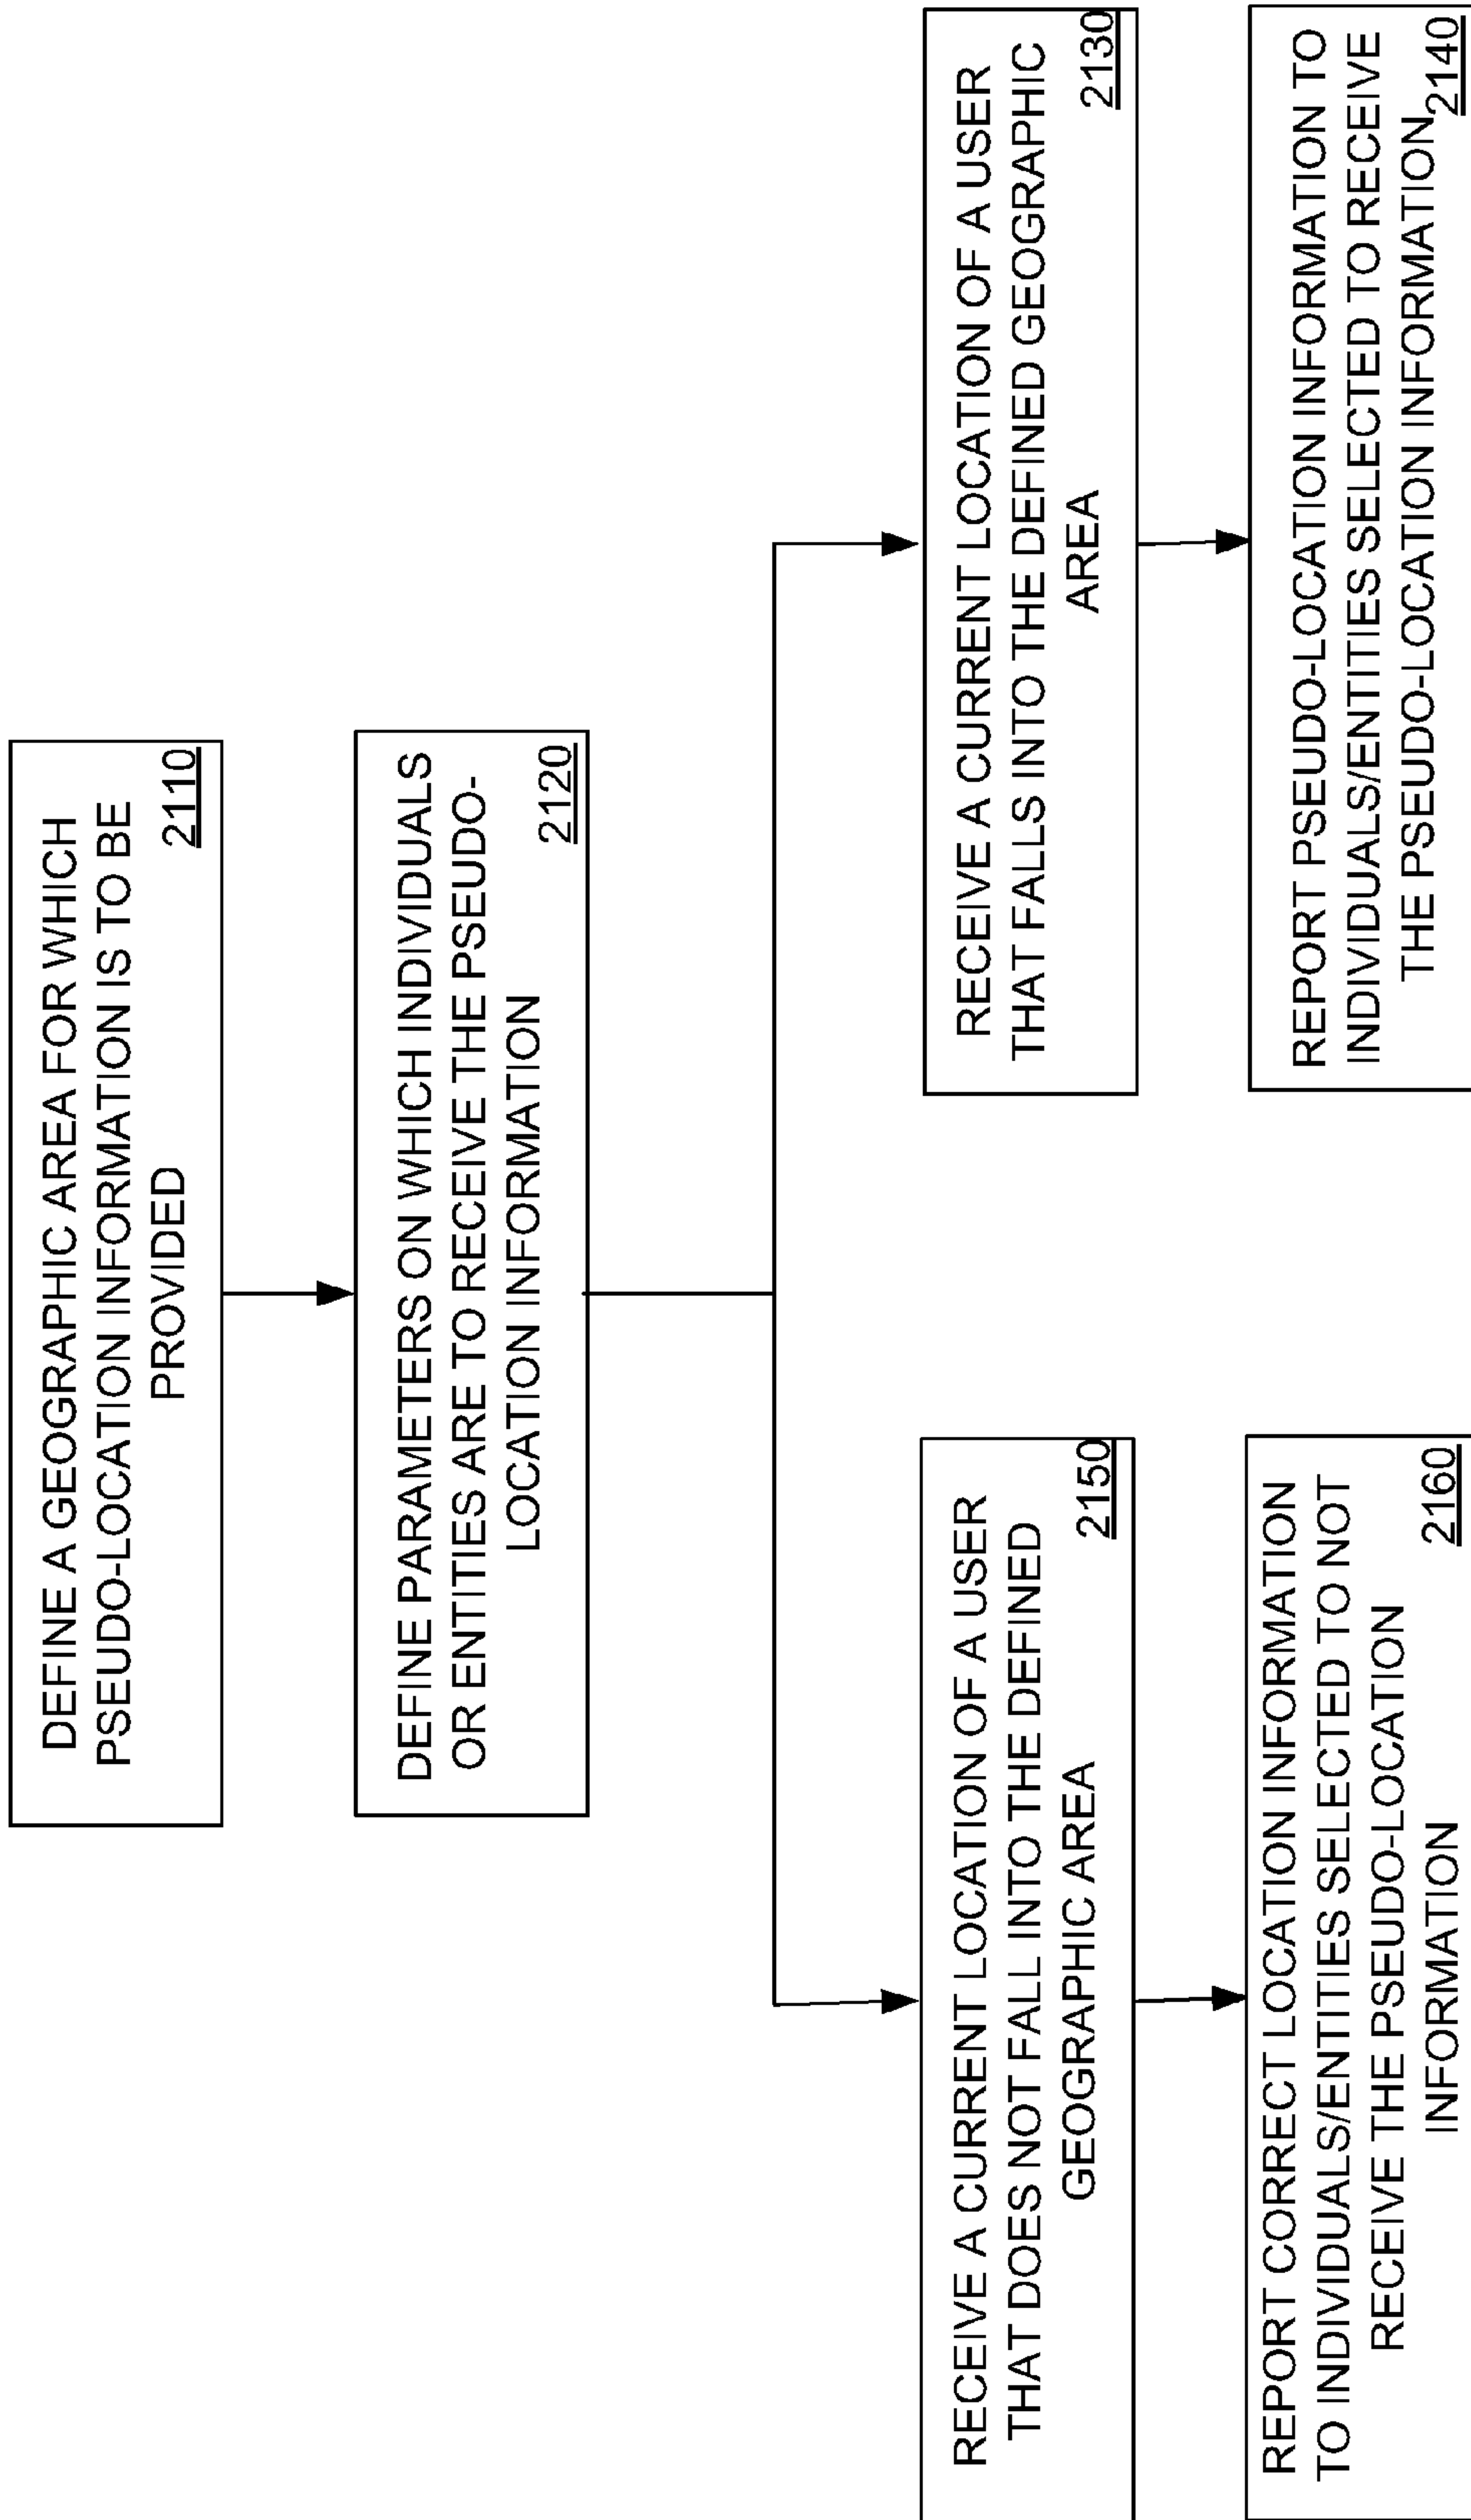 DEFINE A GEOGRAPHIC AREA FOR WHICH
PSEUDO-LOCATION INFORMATION IS TO BE
PROVIDED
2110
DEFINE PARAMETERS ON WHICH INDIVIDUALS
OR ENTITIES ARE TO RECEIVE THE PSEUDO-
LOCATION INFORMATION
2120
RECEIVE A CURRENT LOCATION OF A USER
THAT DOES NOT FALL INTO THE DEFINED
GEOGRAPHIC AREA
2150
REPORT CORRECT LOCATION INFORMATION
TO INDIVIDUALS/ENTITIES SELECTED TO NOT
RECEIVE THE PSEUDO-LOCATION
INFORMATION
2160
RECEIVE A CURRENT LOCATION OF A USER
THAT FALLS INTO THE DEFINED GEOGRAPHIC
AREA
2130
REPORT PSEUDO-LOCATION INFORMATION TO
INDIVIDUALS/ENTITIES SELECTED TO RECEIVE
THE PSEUDO-LOCATION INFORMATION
2140